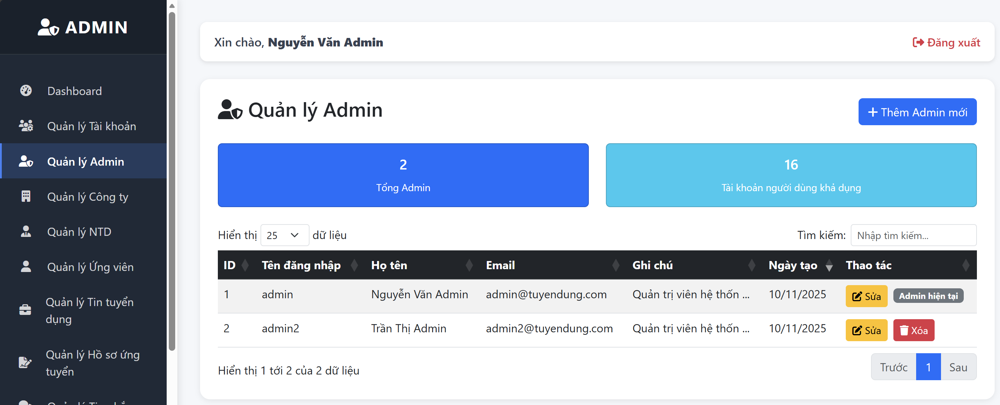 ADMIN
Dashboard
Quản lý Tài khoản
Quản lý Admin
Quản lý Công ty
Quản lý NTD
Quản lý Ứng viên
Quản lý Tin tuyển
dụng
Quản lý Hồ sơ ứng
tuyển
Xin chào, Nguyễn Văn Admin
Đăng xuất
Quản lý Admin
Thêm Admin mới
2
Tổng Admin
16
Tài khoản người dùng khả dụng
Hiển thị 25 dữ liệu
Tìm kiếm: Nhập tìm kiếm...
ID Tên đăng nhập Họ tên Email Ghi chú Ngày tạo Thao tác
1 admin Nguyễn Văn Admin admin@tuyendung.com Quản trị viên hệ thốn ... 10/11/2025 Sửa Admin hiện tại
2 admin2 Trần Thị Admin admin2@tuyendung.com Quản trị viên hệ thốn ... 10/11/2025 Sửa Xóa
Hiển thị 1 tới 2 của 2 dữ liệu
Trước 1 Sau